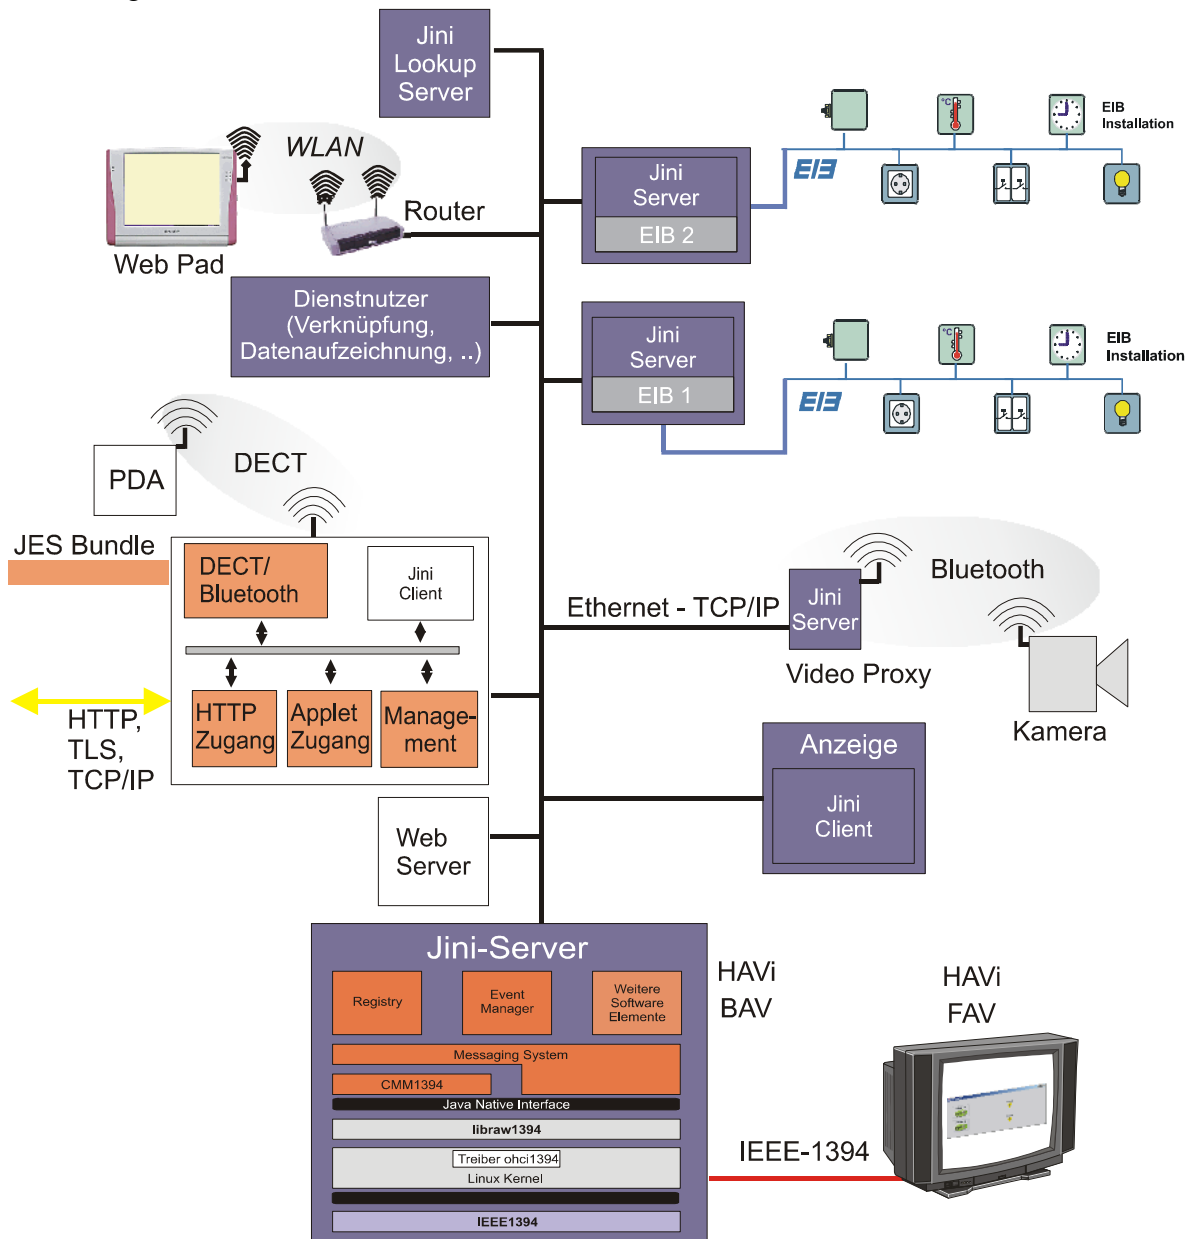 Jini
Lookup
Server
WLAN
Router
Web Pad
Jini
Server
EIB 2
EIB
°C
EIB
Installation
Dienstnutzer
(Verknüpfung,
Datenaufzeichnung, ..)
Jini
Server
EIB 1
EIB
°C
EIB
Installation
PDA
DECT
JES Bundle
DECT/
Bluetooth
Jini
Client
HTTP
Zugang
Applet
Zugang
Manage-
ment
HTTP,
TLS,
TCP/IP
Ethernet - TCP/IP
Jini
Server
Video Proxy
Bluetooth
Kamera
Anzeige
Jini
Client
Web
Server
Jini-Server
Registry
Event
Manager
Weitere
Software
Elemente
Messaging System
CMM1394
Java Native Interface
libraw1394
Treiber ohci1394
Linux Kernel
IEEE1394
HAVi
BAV
HAVi
FAV
IEEE-1394